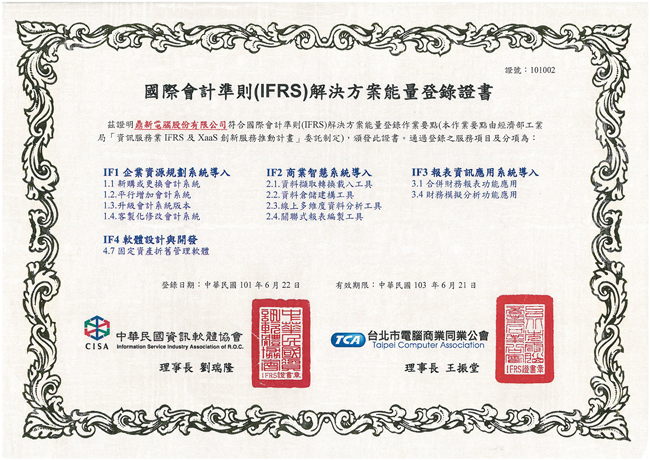 證號：101002
國際會計準則(IFRS)解決方案能量登錄證書
茲證明鼎新電腦股份有限公司符合國際會計準則(IFRS)解決方案能量登錄作業要點(本作業要點由經濟部工業
局「資訊服務業 IFRS 及 XaaS 創新服務推動計畫」委託制定)，頒發此證書。通過登錄之服務項目及分項為：
IF1 企業資源規劃系統導入
1.1 新購或更換會計系統
1.2.平行增加會計系統
1.3.升級會計系統版本
1.4.客製化修改會計系統
IF2 商業智慧系統導入
2.1.資料擷取轉換載入工具
2.2.資料倉儲建構工具
2.3.線上多維度資料分析工具
2.4.關聯式報表編製工具
IF3 報表資訊應用系統導入
3.1 合併財務報表功能應用
3.4 財務模擬分析功能應用
IF4 軟體設計與開發
4.7 固定資產折舊管理軟體
登錄日期：中華民國 101 年 6 月 22 日
有效期限：中華民國 103 年 6 月 21 日
CISA
中華民國資訊軟體協會
Information Service Industry Association of R.O.C.
理事長 劉瑞隆
IFRS證書章
TCA
台北市電腦商業同業公會
Taipei Computer Association
理事長 王振堂
IFRS證書章